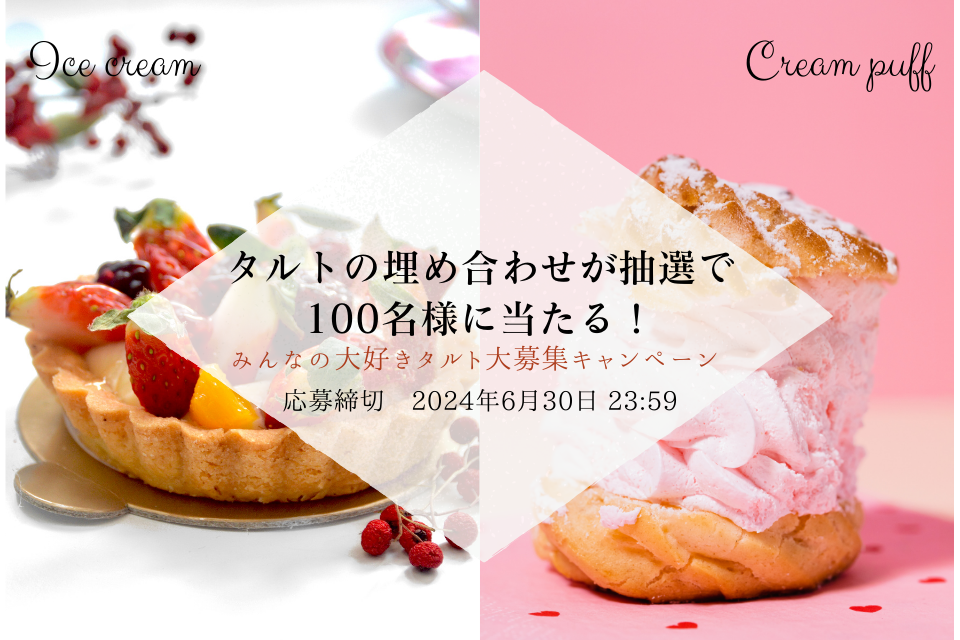 Ice cream
Cream puff
タルトの埋め合わせが抽選で
100名様に当たる！
みんなの大好きタルト大募集キャンペーン
応募締切　2024年6月30日 23:59